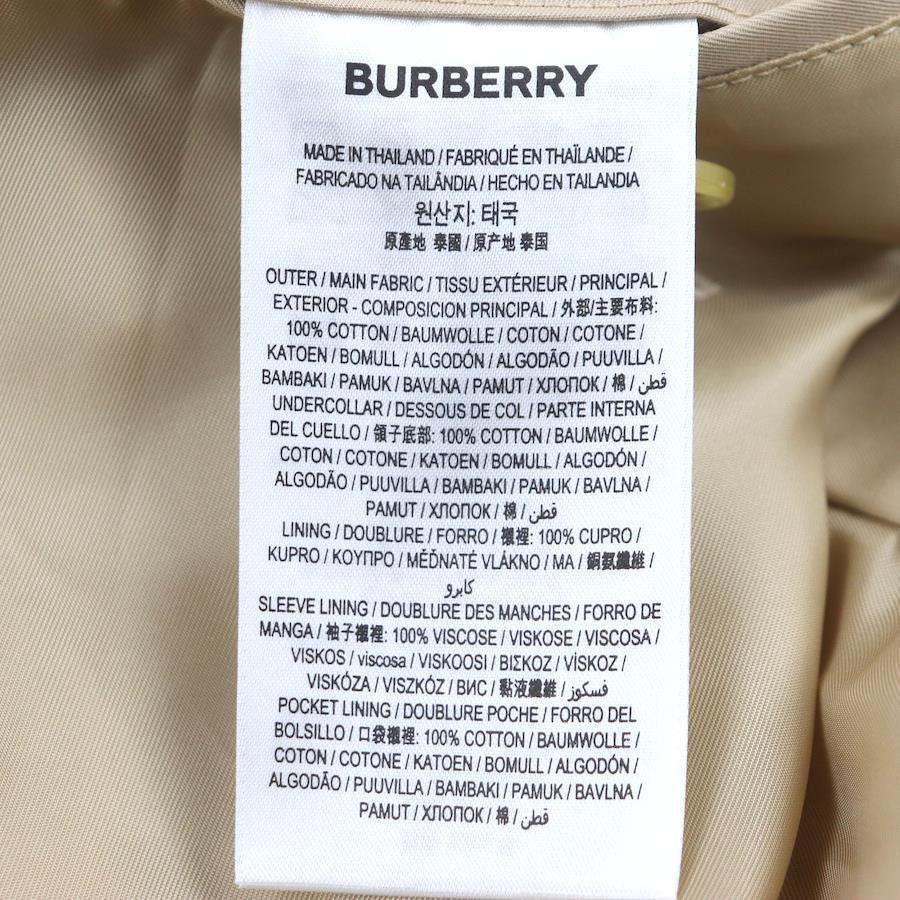 BURBERRY
MADE IN THAILAND / FABRIQUÉ EN THAÏLANDE /
FABRICADO NA TAILÂNDIA / HECHO EN TAILANDIA
원산지: 태국
原產地 泰國 / 原产地 泰国
OUTER / MAIN FABRIC / TISSU EXTÉRIEUR / PRINCIPAL /
EXTERIOR - COMPOSICION PRINCIPAL / 外部/主要布料:
100% COTTON / BAUMWOLLE / COTON / COTONE /
KATOEN / BOMULL / ALGODÓN / ALGODÃO / PUUVILLA /
BAMBAKI / PAMUK / BAVLNA / PAMUT / ХЛОПОК / 棉 / قطن
UNDERCOLLAR / DESSOUS DE COL / PARTE INTERNA
DEL CUELLO / 領子底部: 100% COTTON / BAUMWOLLE /
COTON / COTONE / KATOEN / BOMULL / ALGODÓN /
ALGODÃO / PUUVILLA / BAMBAKI / PAMUK / BAVLNA /
PAMUT / ХЛОПОК / 棉 / قطن
LINING / DOUBLURE / FORRO / 襯裡: 100% CUPRO /
KUPRO / ΚΟΥΠΡΟ / MĚĎNATÉ VLÁKNO / MA / 銅氨纖維 /
كابرو
SLEEVE LINING / DOUBLURE DES MANCHES / FORRO DE
MANGA / 袖子襯裡: 100% VISCOSE / VISKOSE / VISCOSA /
VISKOS / viscosa / VISKOOSI / ΒΙΣΚΟΖ / VÍSKOZ /
VISKÓZA / VISZKÓZ / ВИС / 黏液纖維 / فسكوز
POCKET LINING / DOUBLURE POCHE / FORRO DEL
BOLSILLO / 口袋襯裡: 100% COTTON / BAUMWOLLE /
COTON / COTONE / KATOEN / BOMULL / ALGODÓN /
ALGODÃO / PUUVILLA / BAMBAKI / PAMUK / BAVLNA /
PAMUT / ХЛОПОК / 棉 / قطن